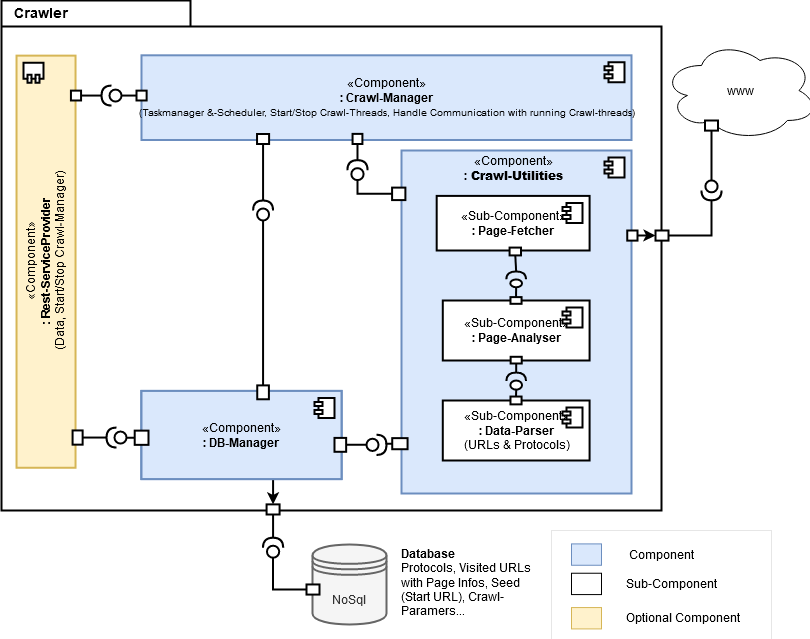 Crawler
«Component»
: Crawl-Manager
(Taskmanager &-Scheduler, Start/Stop Crawl-Threads, Handle Communication with running Crawl-threads)
www
«Component»
: Rest-ServiceProvider
(Data, Start/Stop Crawl-Manager)
«Component»
: Crawl-Utilities
«Sub-Component»
: Page-Fetcher
«Sub-Component»
: Page-Analyser
«Sub-Component»
: Data-Parser
(URLs & Protocols)
«Component»
: DB-Manager
NoSql
Database
Protocols, Visited URLs
with Page Infos, Seed
(Start URL), Crawl-
Paramers...
Component
Sub-Component
Optional Component